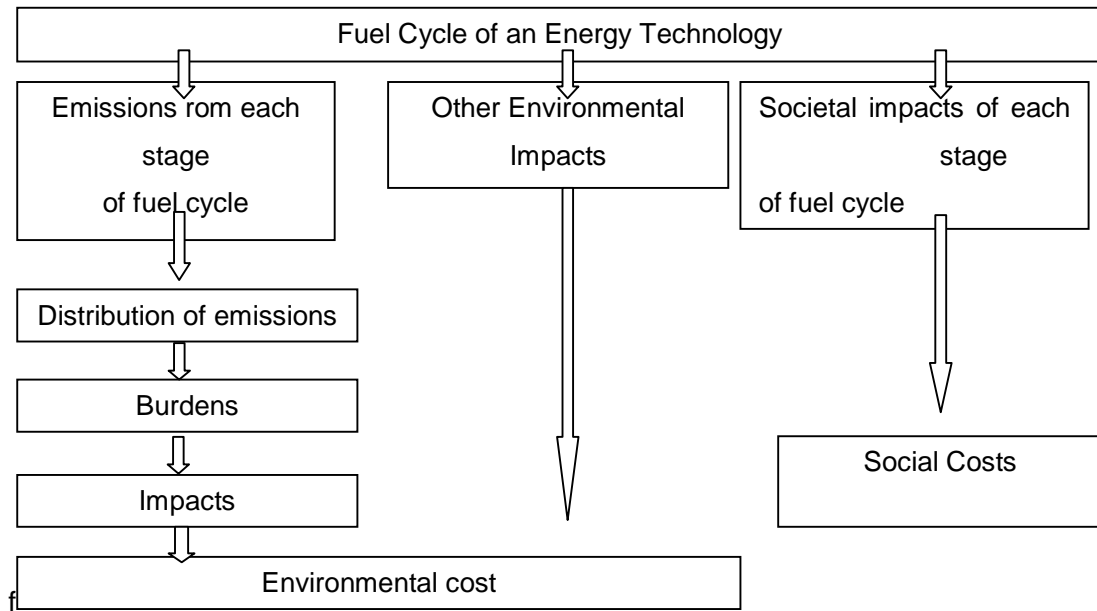 Fuel Cycle of an Energy Technology
Emissions rom each
stage
of fuel cycle
Other Environmental
Impacts
Societal impacts of each
stage
of fuel cycle
Distribution of emissions
Burdens
Impacts
Social Costs
Environmental cost
f